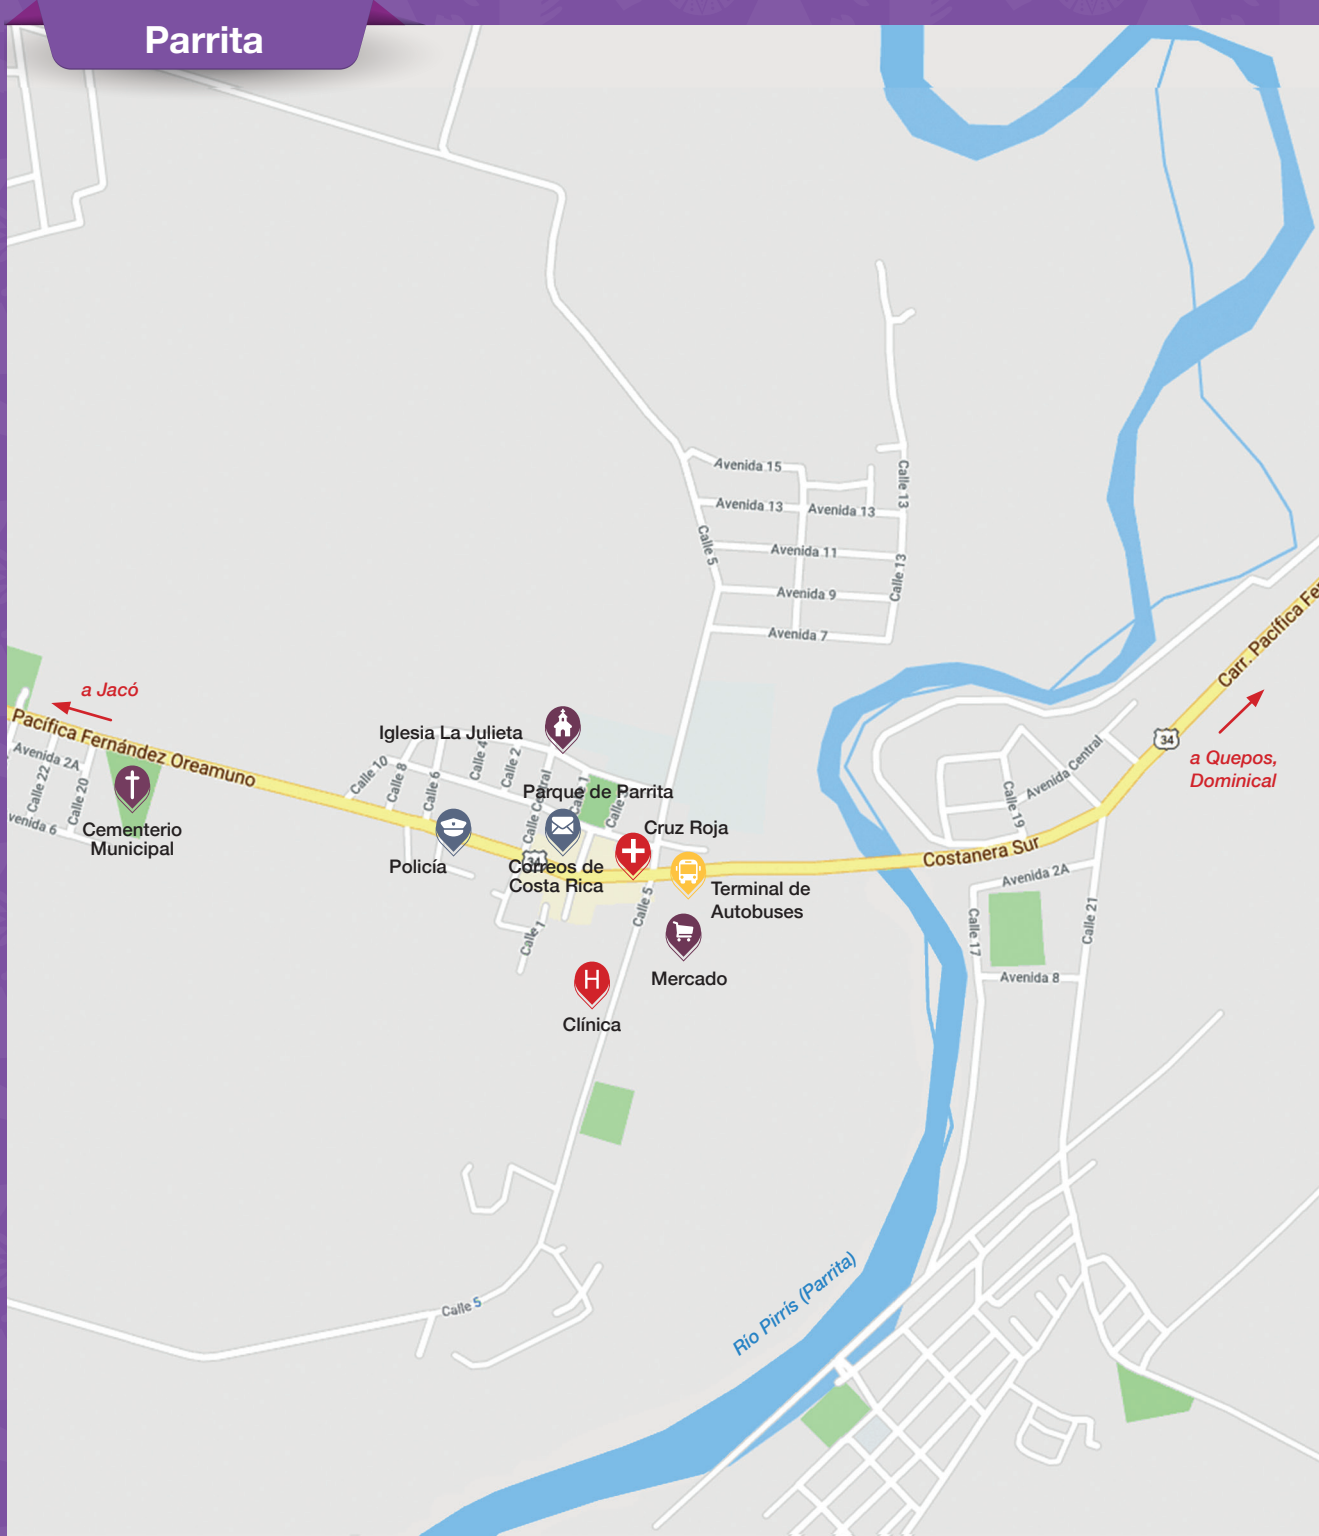 Parrita
Avenida 15
Calle 13
Avenida 13
Avenida 13
Calle 5
Avenida 11
Calle 13
Avenida 9
Avenida 7
Carr. Pacífica Fer
a Jacó
Pacífica Fernández Oreamuno
34
a Quepos,
Dominical
Iglesia La Julieta
Avenida 2A
Calle 22
Calle 20
venida 6
Cementerio
Municipal
Calle 10
Calle 8
Calle 6
Calle 4
Calle 2
Calle Central
Parque de Parrita
Avenida Central
Calle 19
Cruz Roja
Policía
34
Correos de
Costa Rica
Costanera Sur
Terminal de
Autobuses
Calle 5
Calle 1
Avenida 2A
Calle 17
Calle 21
Avenida 8
Mercado
H
Clínica
Río Pirrís (Parrita)
Calle 5